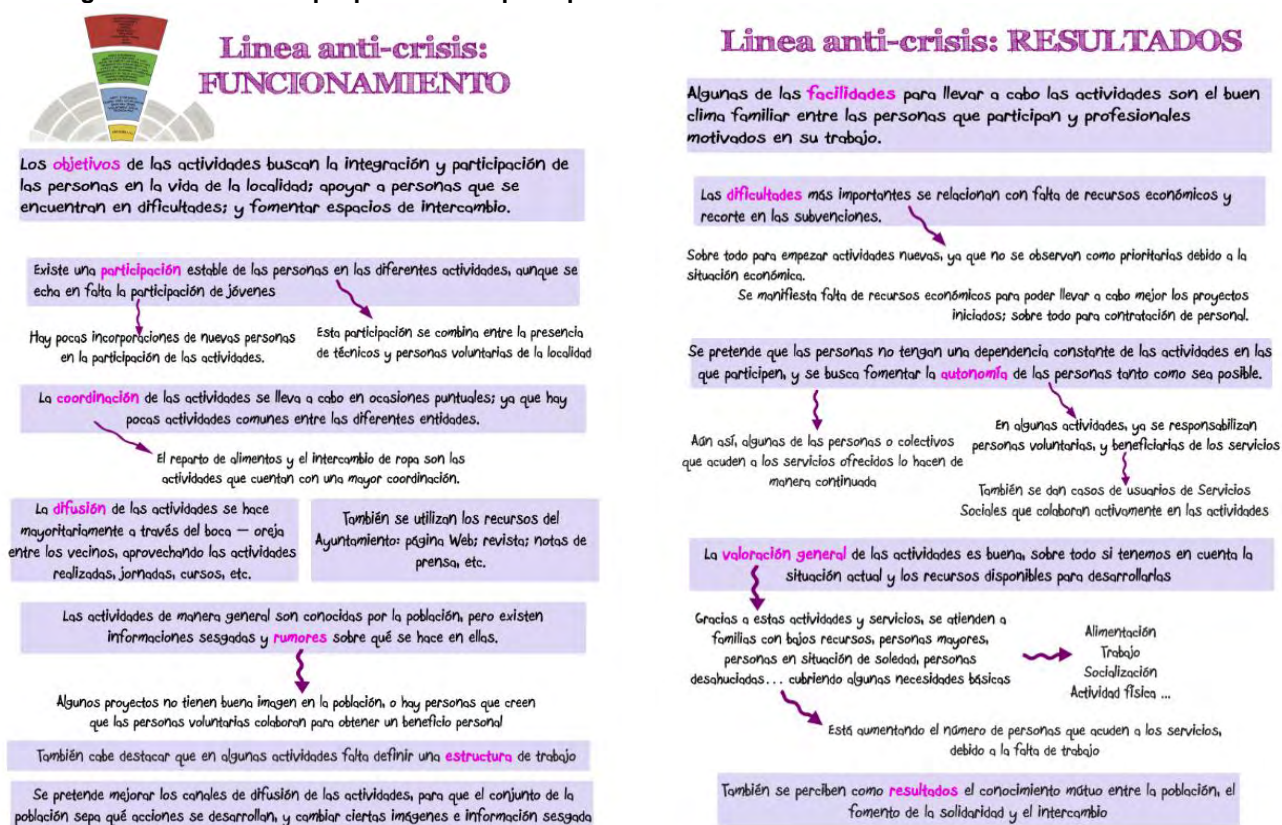 Linea anti-crisis:
FUNCIONAMIENTO
Los objetivos de las actividades buscan la integración y participación de
las personas en la vida de la localidad; apoyar a personas que se
encuentran en dificultades; y fomentar espacios de intercambio.
Existe una participación estable de las personas en las diferentes actividades, aunque se
echa en falta la participación de jóvenes
Hay pocas incorporaciones de nuevas personas
en la participación de las actividades.
Esta participación se combina entre la presencia
de técnicos y personas voluntarias de la localidad
La coordinación de las actividades se lleva a cabo en ocasiones puntuales; ya que hay
pocas actividades comunes entre las diferentes entidades.
El reparto de alimentos y el intercambio de ropa son las
actividades que cuentan con una mayor coordinación.
La difusión de las actividades se hace
mayoritariamente a través del boca – oreja
entre los vecinos, aprovechando las actividades
realizadas, jornadas, cursos, etc.
También se utilizan los recursos del
Ayuntamiento: página Web; revista; notas de
prensa, etc.
Las actividades de manera general son conocidas por la población, pero existen
informaciones sesgadas y rumores sobre qué se hace en ellas.
Algunos proyectos no tienen buena imagen en la población, o hay personas que creen
que las personas voluntarias colaboran para obtener un beneficio personal
También cabe destacar que en algunas actividades falta definir una estructura de trabajo
Se pretende mejorar los canales de difusión de las actividades, para que el conjunto de la
población sepa qué acciones se desarrollan, y cambiar ciertas imágenes e información sesgada
Linea anti-crisis: RESULTADOS
Algunas de las facilidades para llevar a cabo las actividades son el buen
clima familiar entre las personas que participan y profesionales
motivados en su trabajo.
Las dificultades más importantes se relacionan con falta de recursos económicos y
recorte en las subvenciones.
Sobre todo para empezar actividades nuevas, ya que no se observan como prioritarias debido a la
situación económica.
Se manifiesta falta de recursos económicos para poder llevar a cabo mejor los proyectos
iniciados; sobre todo para contratación de personal.
Se pretende que las personas no tengan una dependencia constante de las actividades en las
que participen, y se busca fomentar la autonomía de las personas tanto como sea posible.
Aún así, algunas de las personas o colectivos
que acuden a los servicios ofrecidos lo hacen de
manera continuada
En algunas actividades, ya se responsabilizan
personas voluntarias, y beneficiarias de los servicios
También se dan casos de usuarios de Servicios
Sociales que colaboran activamente en las actividades
La valoración general de las actividades es buena, sobre todo si tenemos en cuenta la
situación actual y los recursos disponibles para desarrollarlas
Gracias a estas actividades y servicios, se atienden a
familias con bajos recursos, personas mayores,
personas en situación de soledad, personas
desahuciadas... cubriendo algunas necesidades básicas
Alimentación
Trabajo
Socialización
Actividad física ...
Está aumentando el número de personas que acuden a los servicios,
debido a la falta de trabajo
También se perciben como resultados el conocimiento mútuo entre la población, el
fomento de la solidaridad y el intercambio